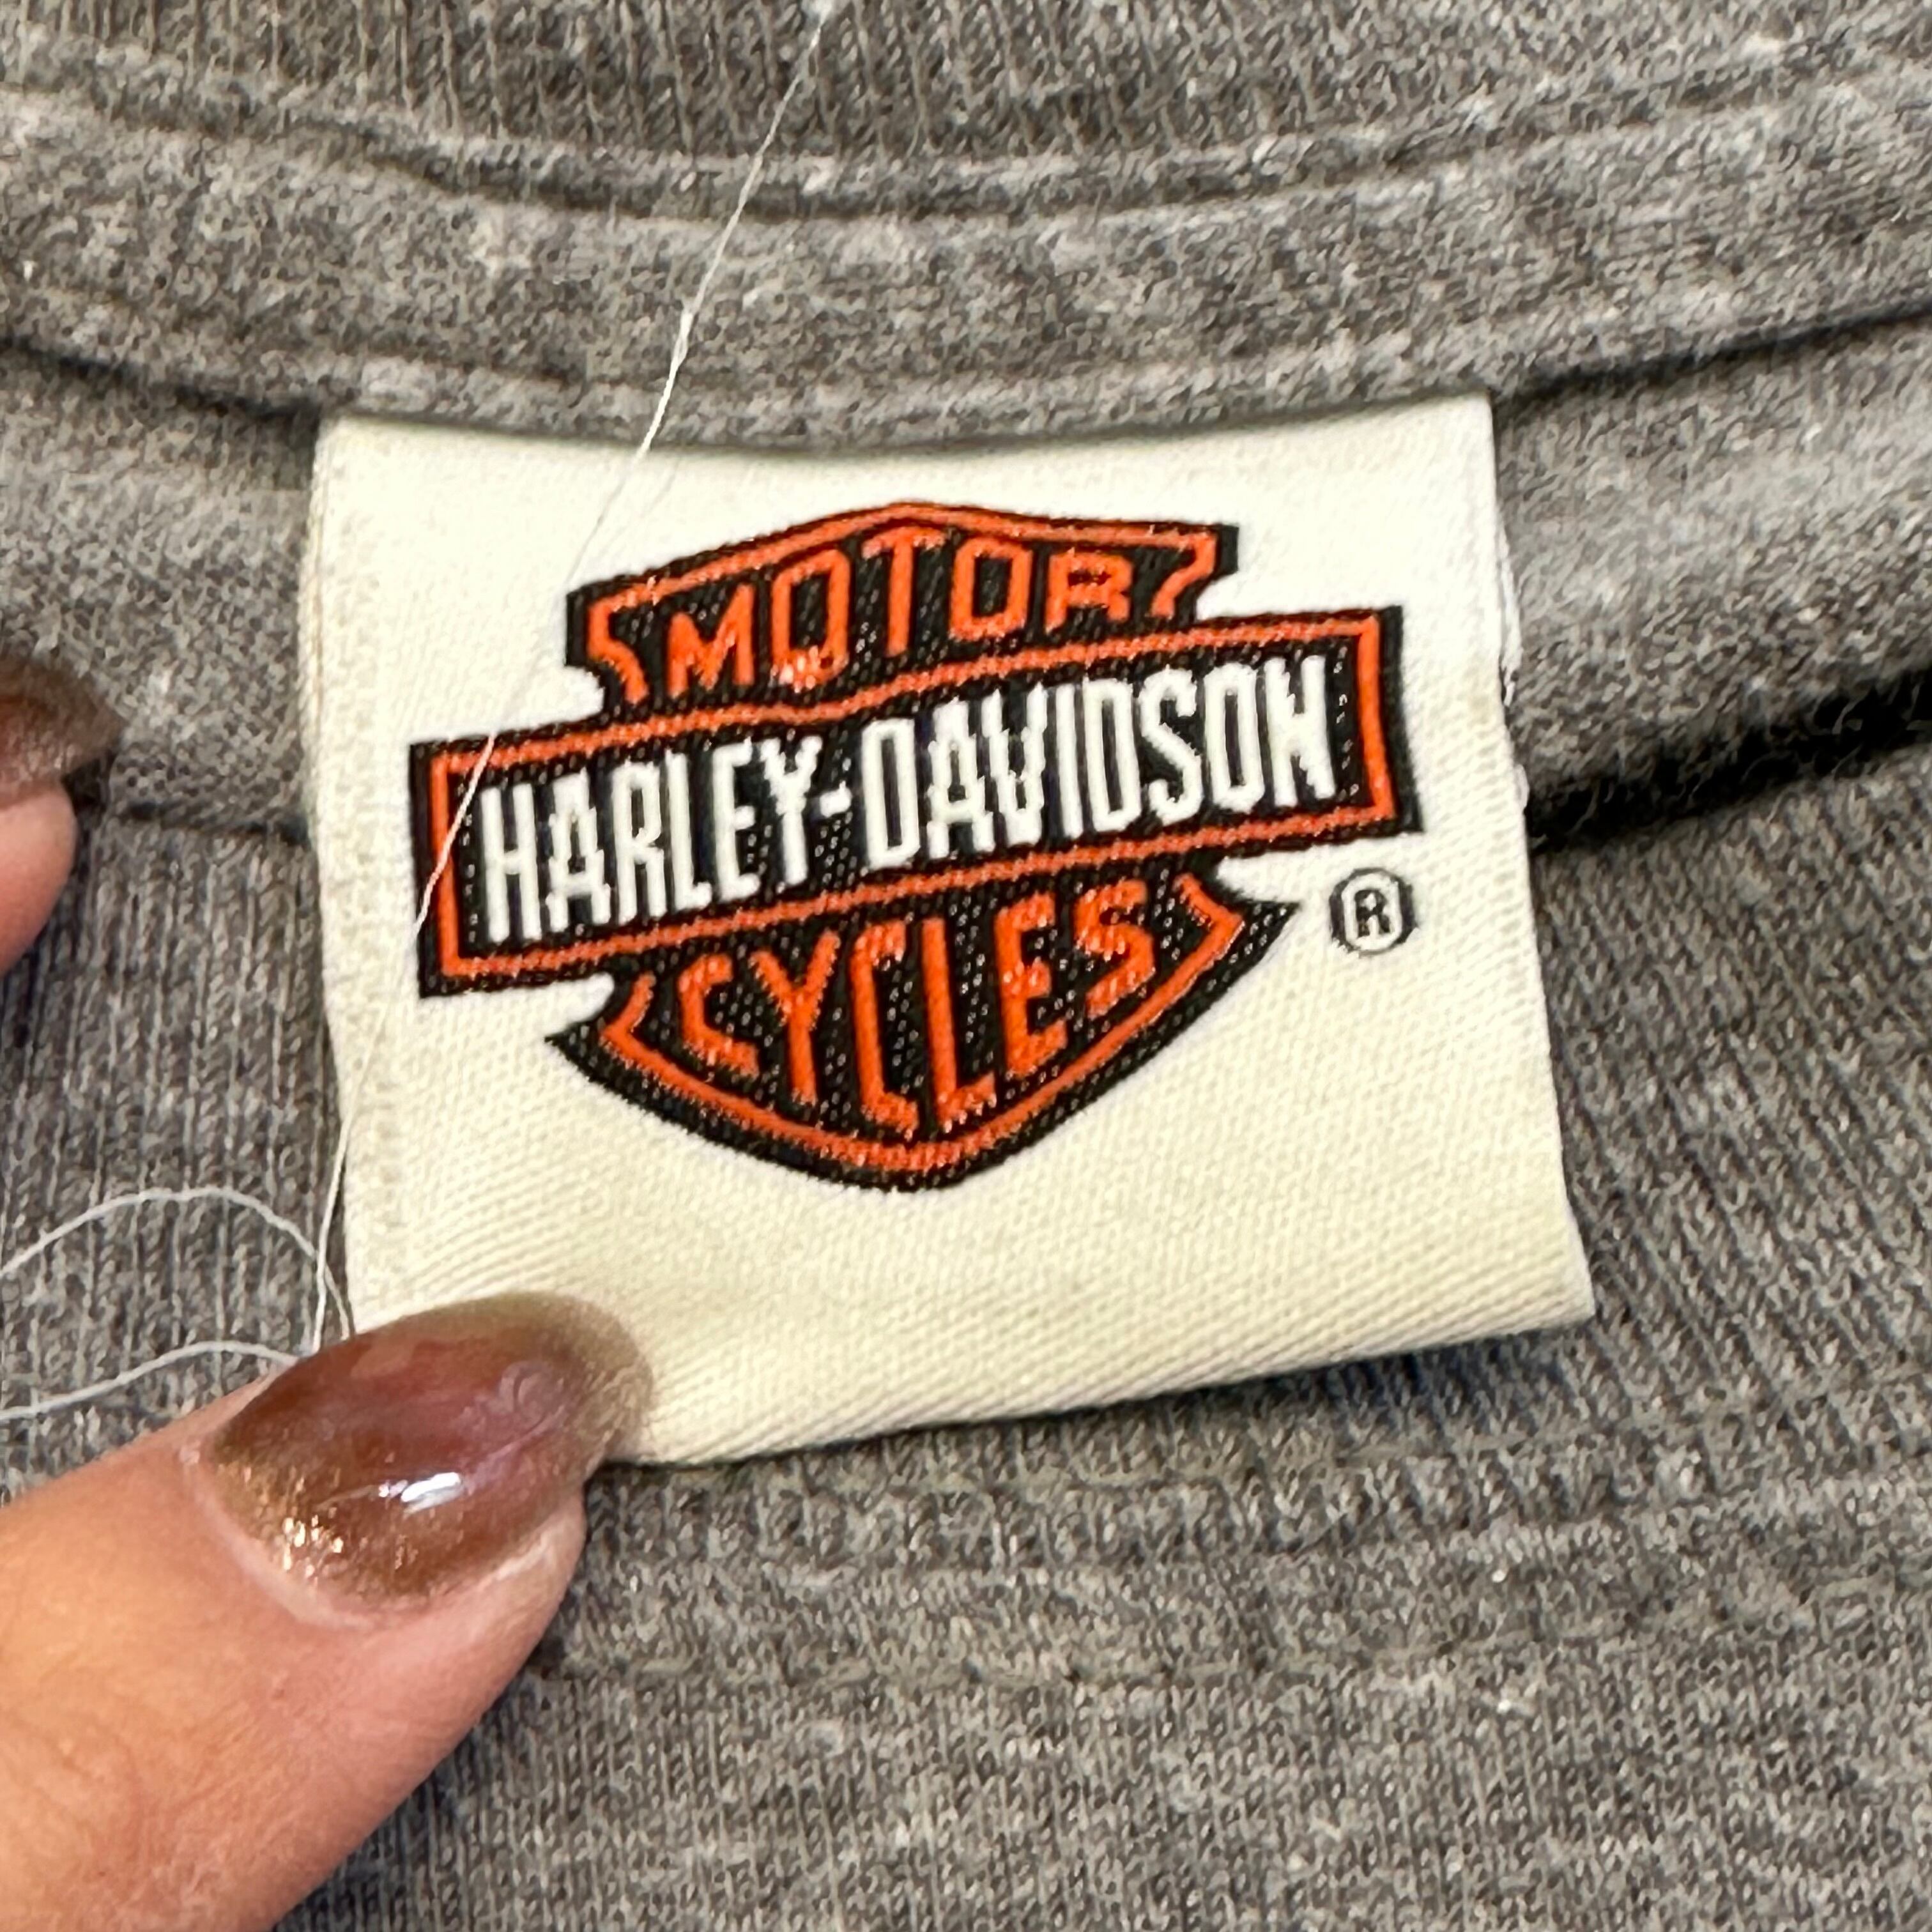 MOTOR
HARLEY-DAVIDSON
CYCLES
®